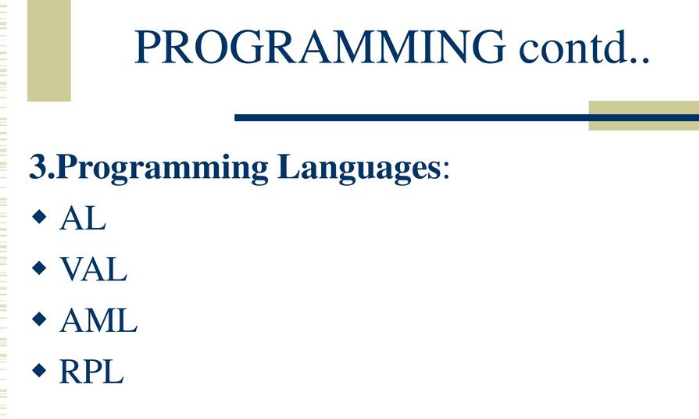 PROGRAMMING contd..
3.Programming Languages:
AL
VAL
AML
RPL